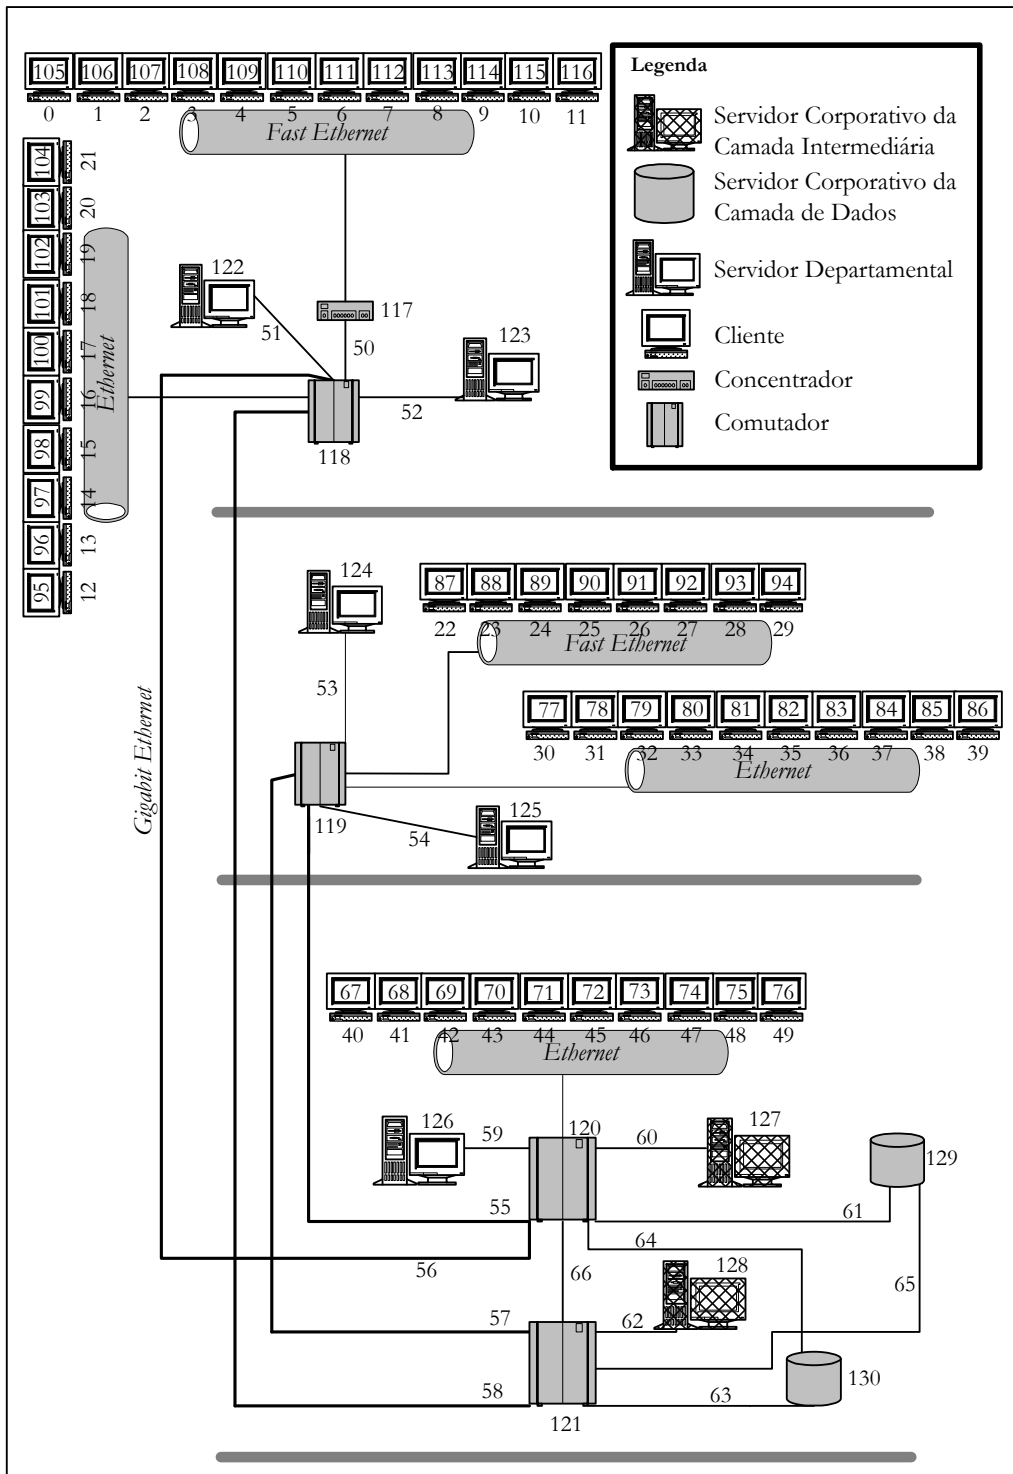 105 106 107 108 109 110 111 112 113 114 115 116
0 1 2 3 4 5 6 7 8 9 10 11
Fast Ethernet
Legenda
Servidor Corporativo da
Camada Intermediária
Servidor Corporativo da
Camada de Dados
Servidor Departamental
Cliente
Concentrador
Comutador
104 21
103 20
102 19
101 18
100 17
99 16
98 15
97 14
96 13
95 12
Ethernet
122
51
117
50
123
52
118
124
87 88 89 90 91 92 93 94
22 23 24 25 26 27 28 29
Fast Ethernet
53
77 78 79 80 81 82 83 84 85 86
30 31 32 33 34 35 36 37 38 39
Ethernet
Gigabit Ethernet
119
54
125
67 68 69 70 71 72 73 74 75 76
40 41 42 43 44 45 46 47 48 49
Ethernet
126
59
120
60
127
129
55
61
64
56
66
128
65
57
62
58
63
130
121